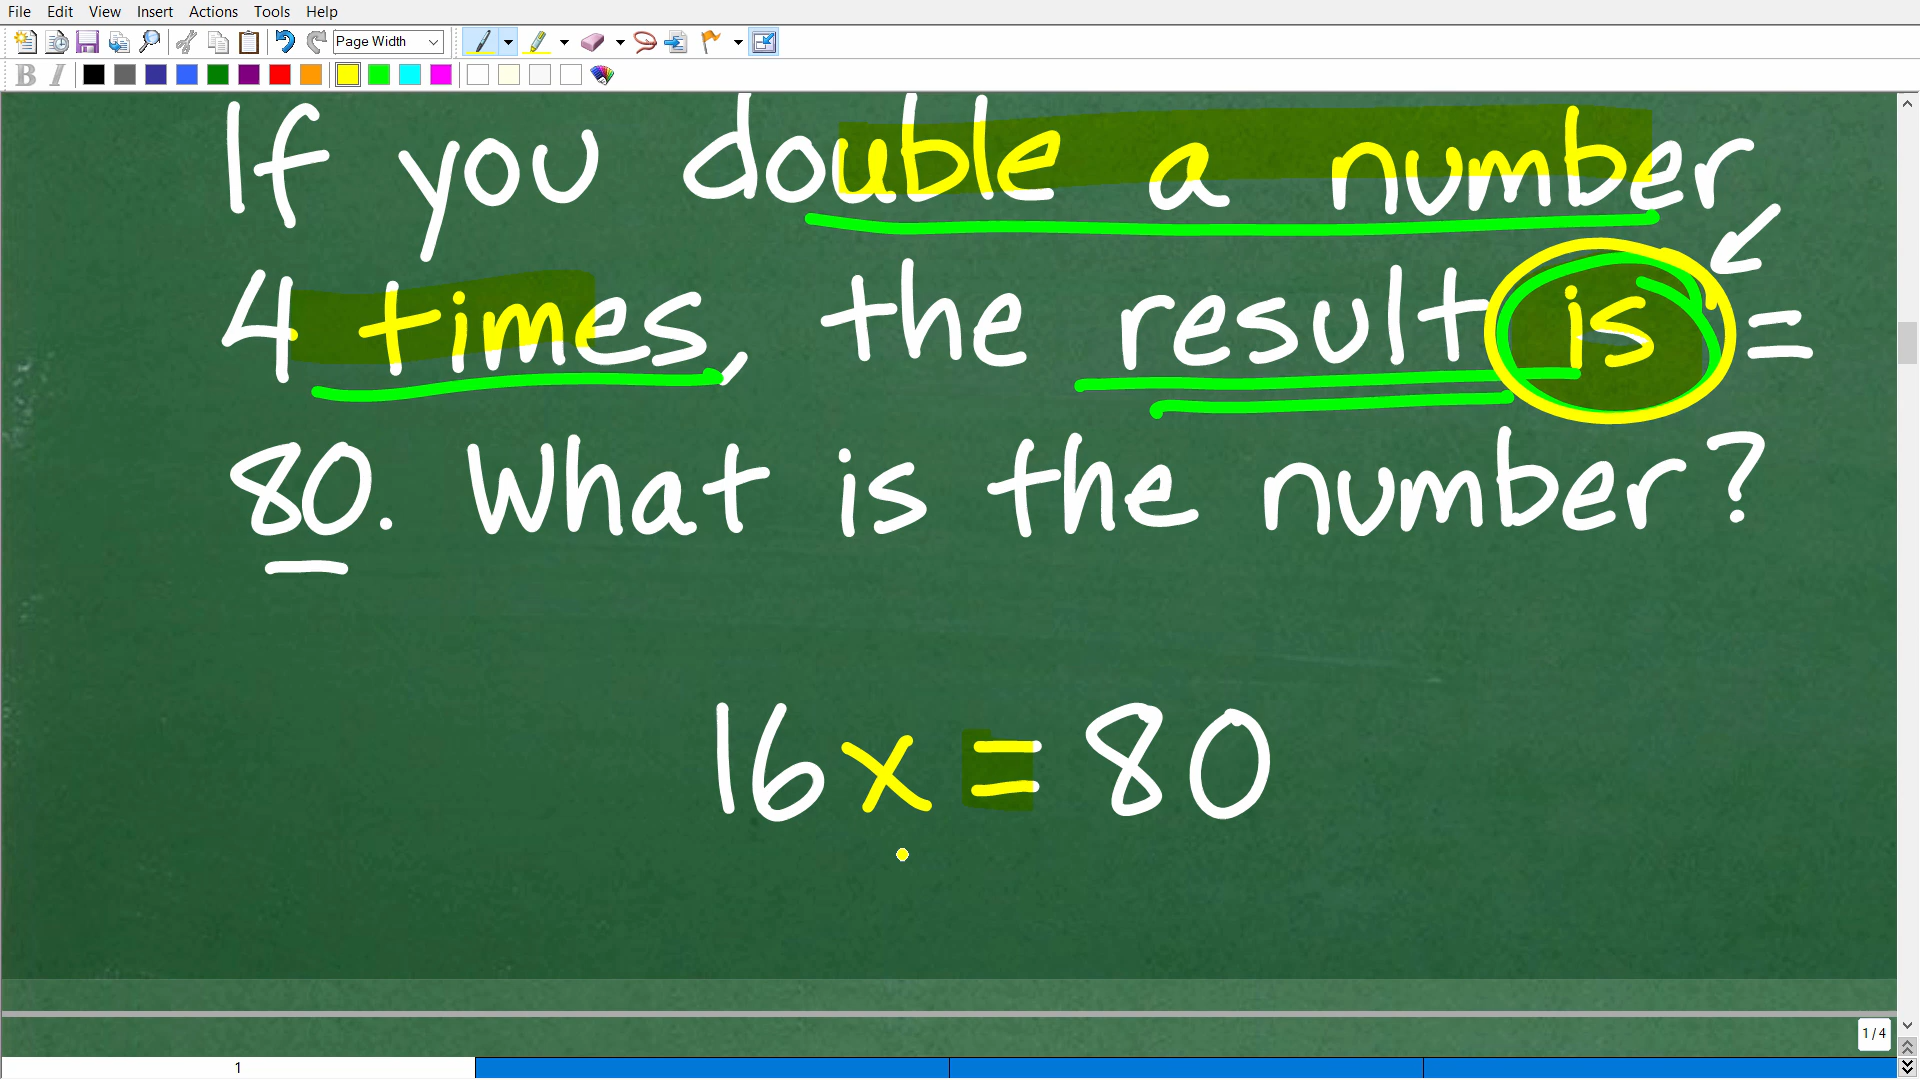 File Edit View Insert Actions Tools Help
Page Width
B I
If you double a number
4 times, the result is =
80. What is the number?
16x = 80
1 / 4
1